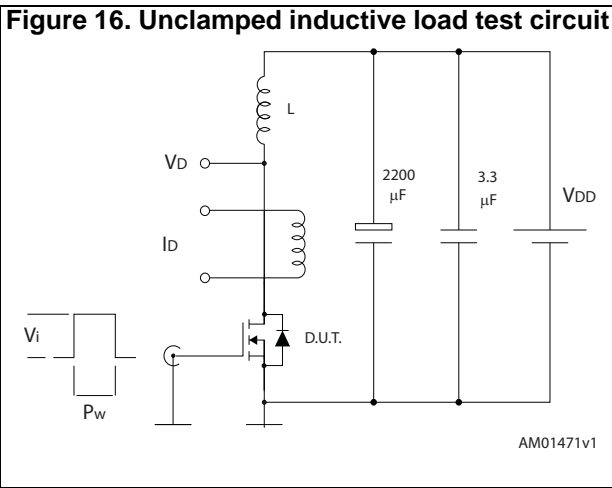 Figure 16. Unclamped inductive load test circuit
L
VD
2200
μF
3.3
μF
VDD
ID
Vi
D.U.T.
Pw
AM01471v1